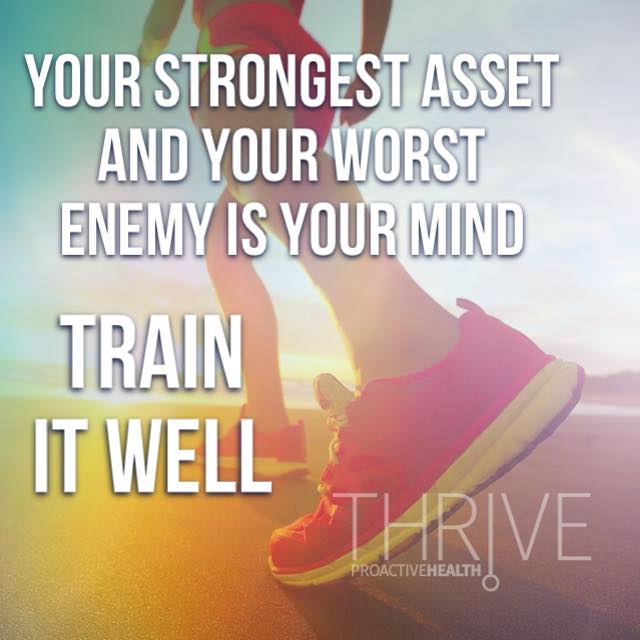 YOUR STRONGEST ASSET
AND YOUR WORST
ENEMY IS YOUR MIND
TRAIN
IT WELL
THRIVE
PROACTIVEHEALTH